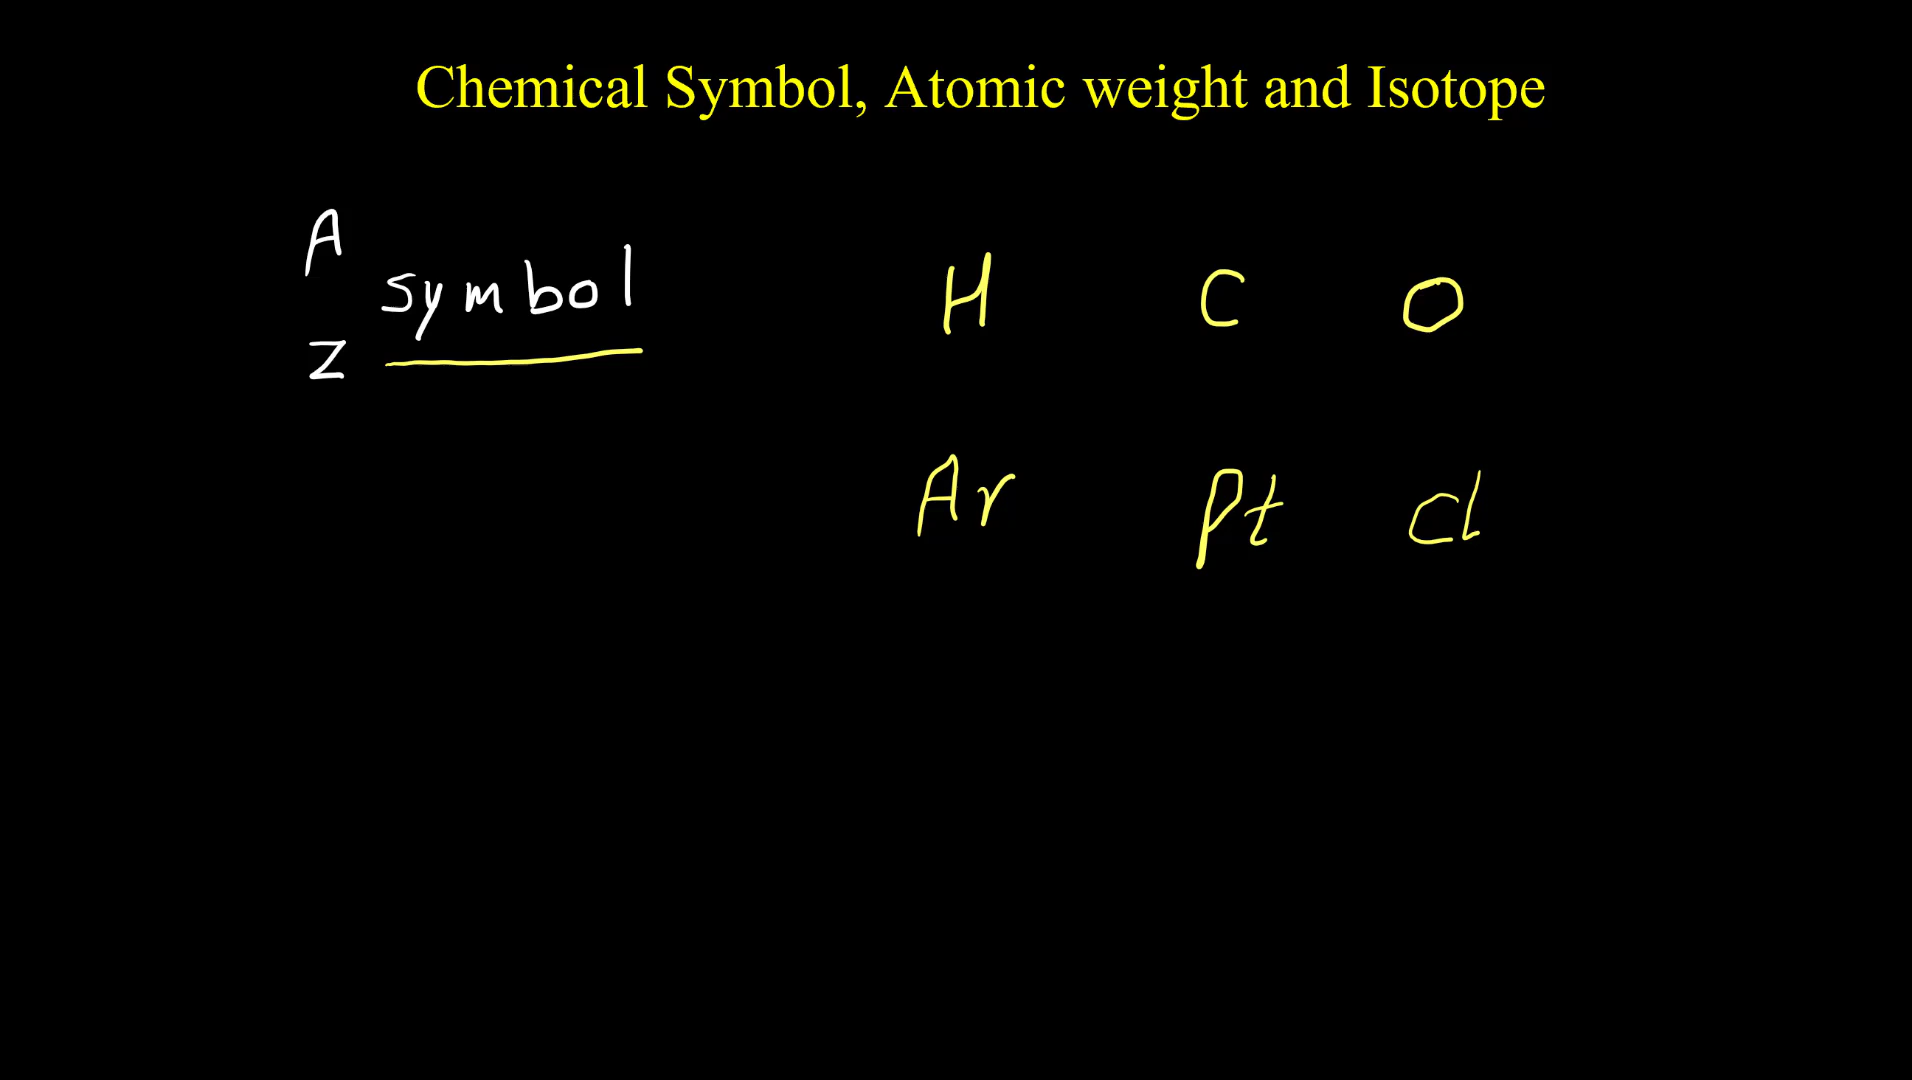 Chemical Symbol, Atomic weight and Isotope
A
symbol
Z
H C O
Ar Pt Cl